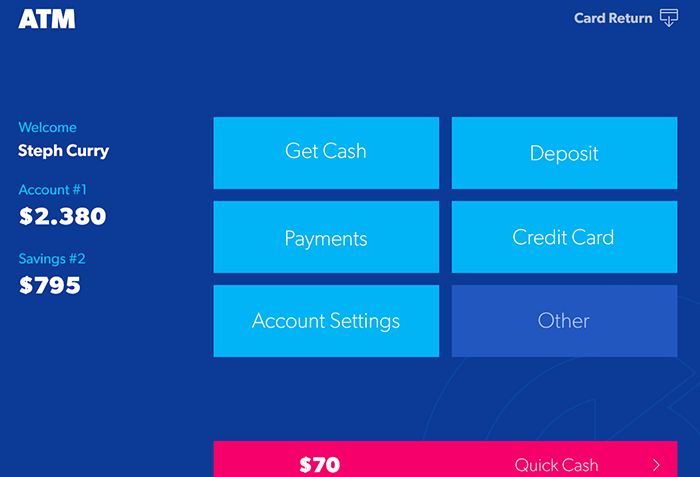 ATM
Card Return
Welcome
Steph Curry
Account #1
$2.380
Savings #2
$795
Get Cash
Deposit
Payments
Credit Card
Account Settings
Other
$70
Quick Cash